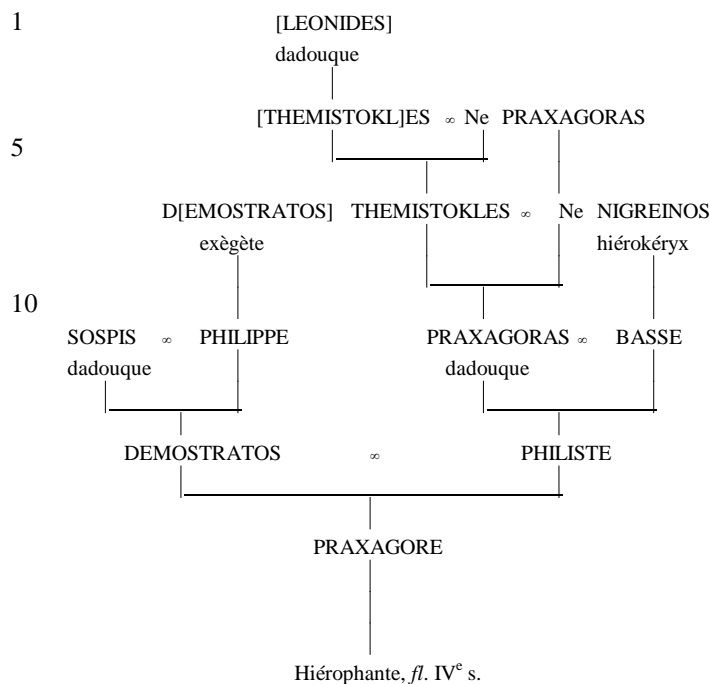 1 [LEONIDES]
dadouque
[THEMISTOKL]ES ∞ Ne PRAXAGORAS
5
D[EMOSTRATOS] THEMISTOKLES ∞ Ne NIGREINOS
exègète hiérokéryx
10
SOSPIS ∞ PHILIPPE PRAXAGORAS ∞ BASSE
dadouque dadouque
DEMOSTRATOS ∞ PHILISTE
PRAXAGORE
Hiérophante, fl. IVe s.